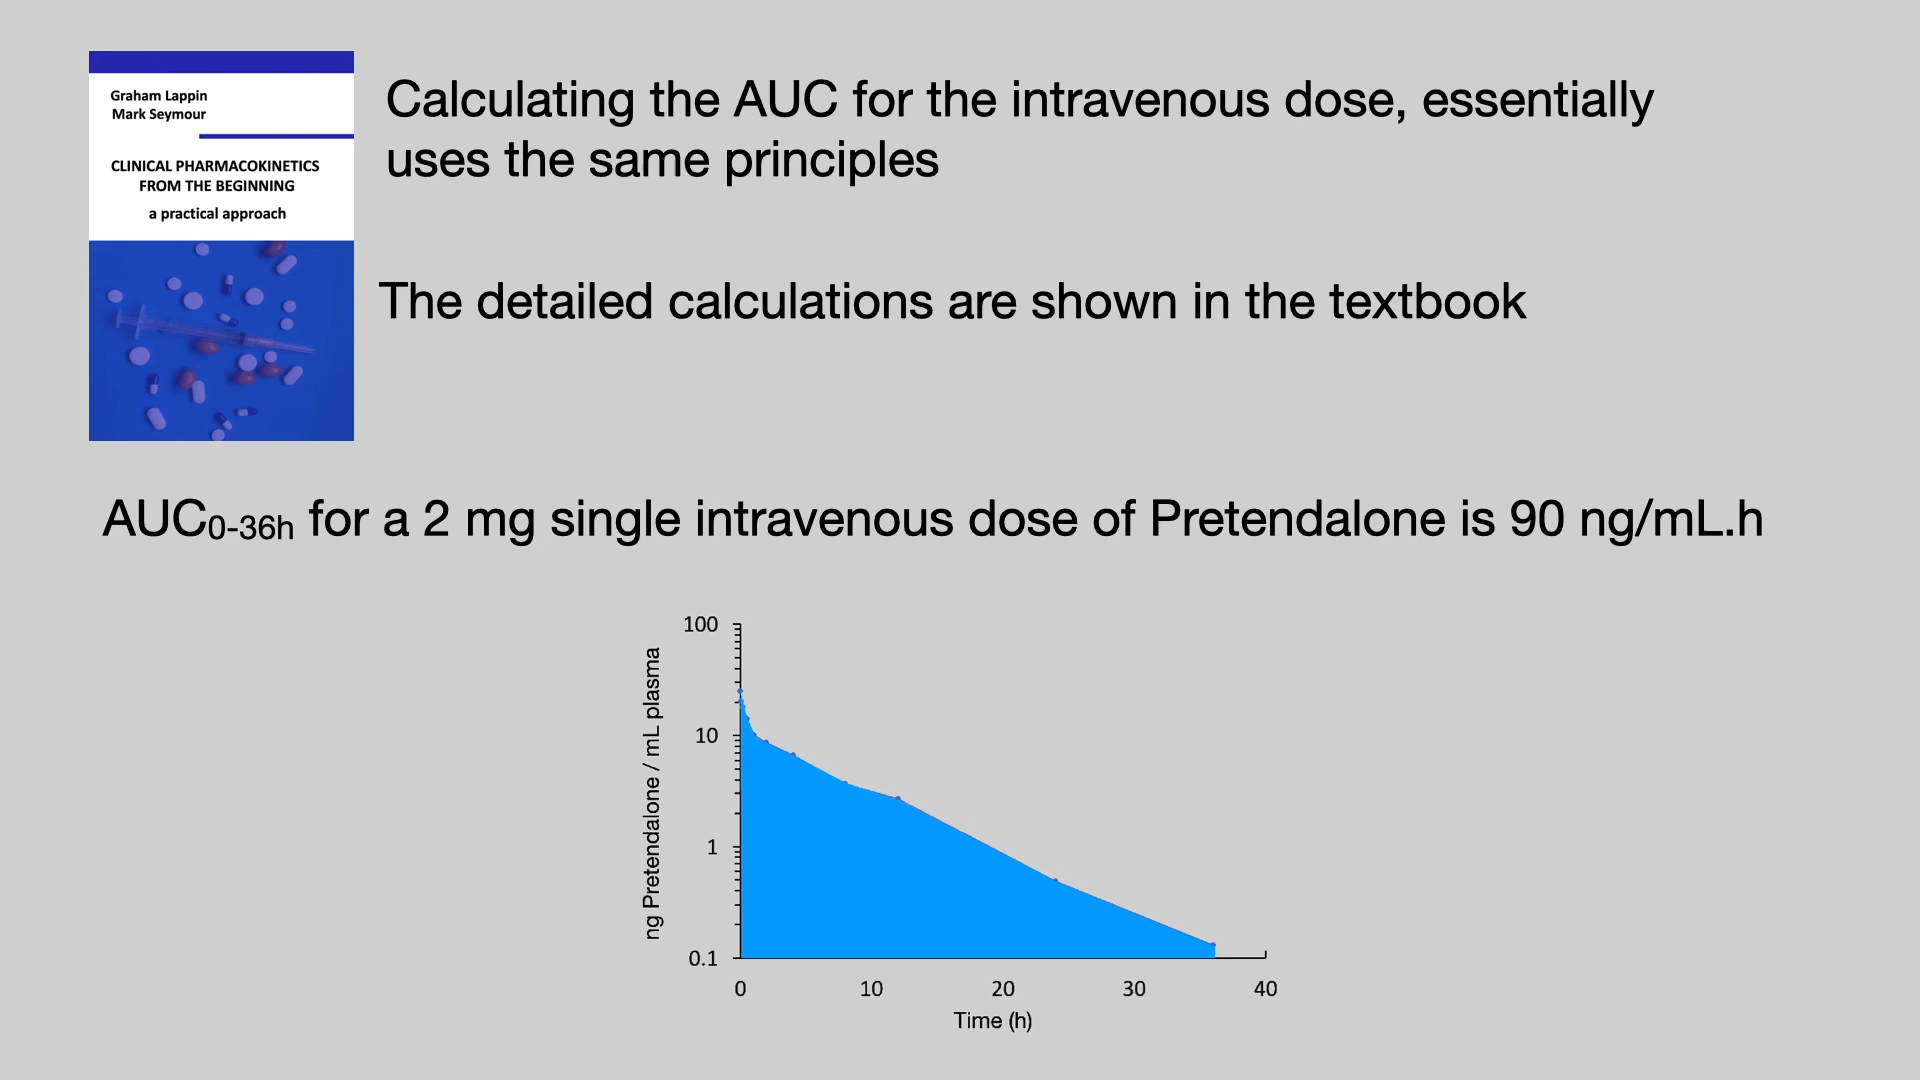 Graham Lappin
Mark Seymour
CLINICAL PHARMACOKINETICS
FROM THE BEGINNING
a practical approach
Calculating the AUC for the intravenous dose, essentially
uses the same principles
The detailed calculations are shown in the textbook
AUC0-36h for a 2 mg single intravenous dose of Pretendalone is 90 ng/mL.h
ng Pretendalone / mL plasma
100
10
1
0.1
0 10 20 30 40
Time (h)